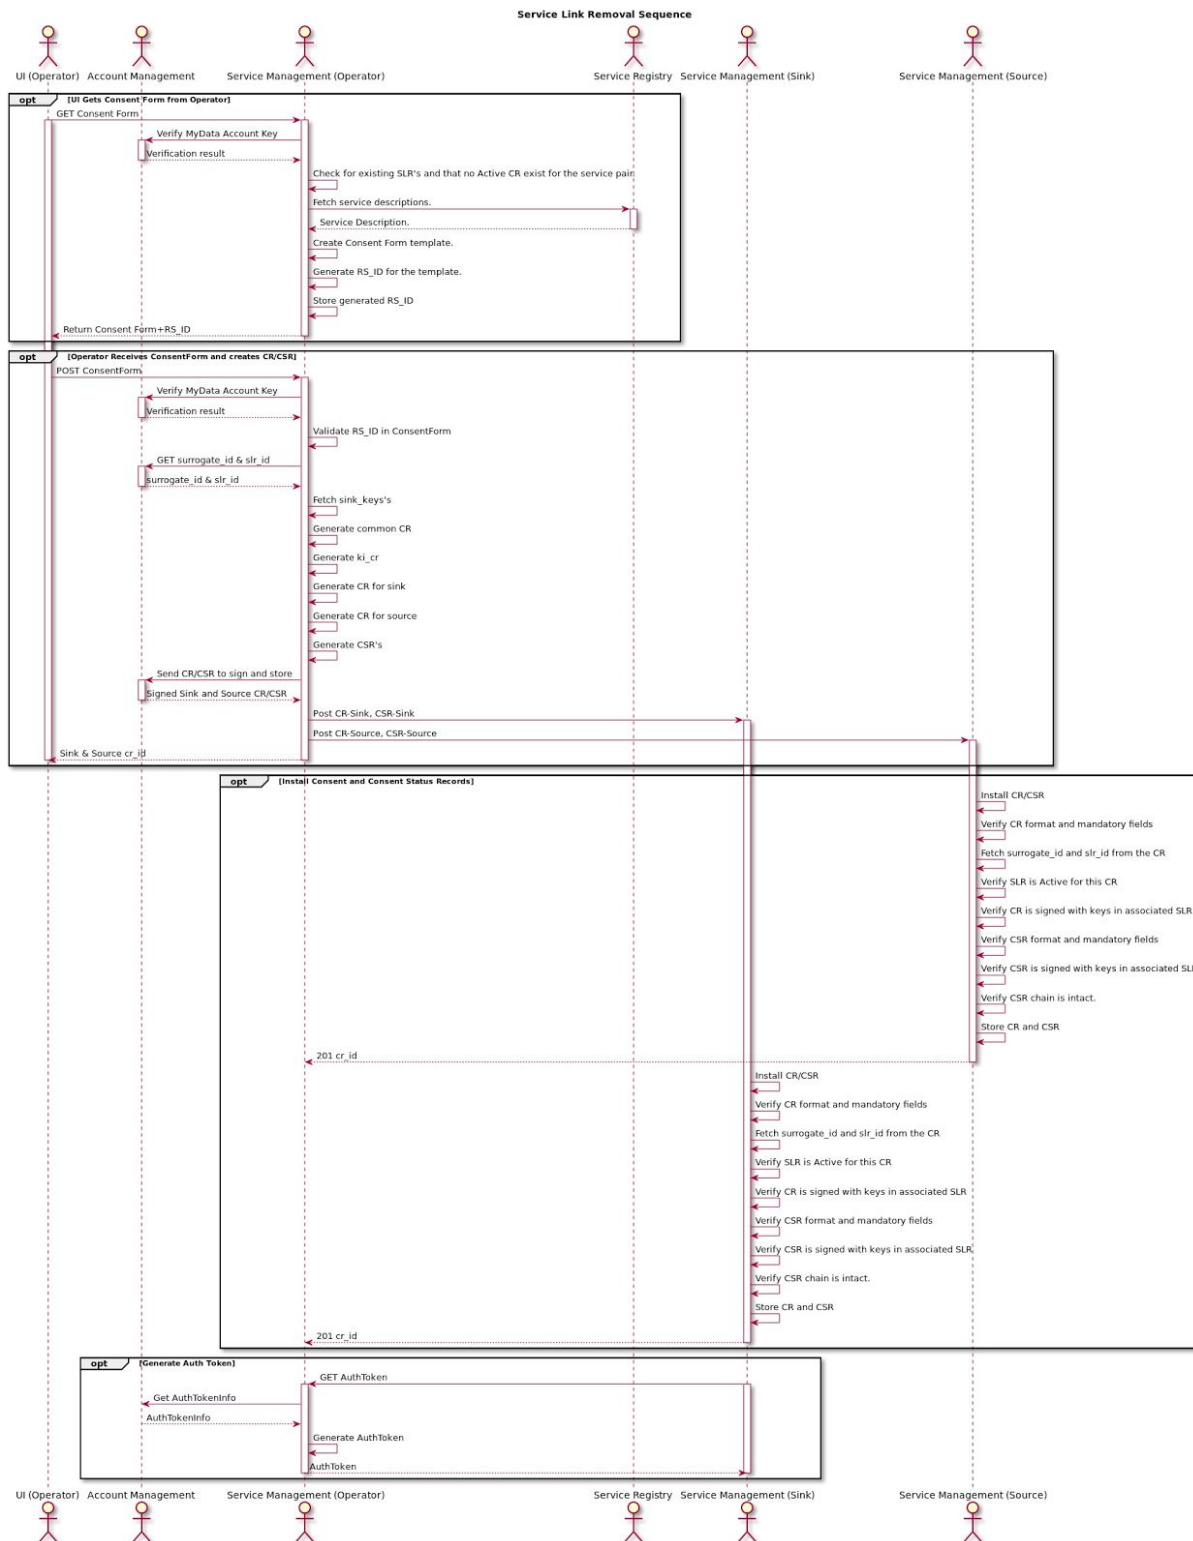 Service Link Removal Sequence
UI (Operator) Account Management Service Management (Operator) Service Registry Service Management (Sink) Service Management (Source)
opt [UI Gets Consent Form from Operator]
GET Consent Form
Verify MyData Account Key
Verification result
Check for existing SLR's and that no Active CR exist for the service pair
Fetch service descriptions.
Service Description.
Create Consent Form template.
Generate RS_ID for the template.
Store generated RS_ID
Return Consent Form+RS_ID
opt [Operator Receives ConsentForm and creates CR/CSR]
POST ConsentForm
Verify MyData Account Key
Verification result
Validate RS_ID in ConsentForm
GET surrogate_id & slr_id
surrogate_id & slr_id
Fetch sink_keys's
Generate common CR
Generate ki_cr
Generate CR for sink
Generate CR for source
Generate CSR's
Send CR/CSR to sign and store
Signed Sink and Source CR/CSR
Post CR-Sink, CSR-Sink
Post CR-Source, CSR-Source
Sink & Source cr_id
opt [Install Consent and Consent Status Records]
Install CR/CSR
Verify CR format and mandatory fields
Fetch surrogate_id and slr_id from the CR
Verify SLR is Active for this CR
Verify CR is signed with keys in associated SLR
Verify CSR format and mandatory fields
Verify CSR is signed with keys in associated
Verify CSR chain is intact.
Store CR and CSR
201 cr_id
Install CR/CSR
Verify CR format and mandatory fields
Fetch surrogate_id and slr_id from the CR
Verify SLR is Active for this CR
Verify CR is signed with keys in associated SLR
Verify CSR format and mandatory fields
Verify CSR is signed with keys in associated SLR
Verify CSR chain is intact.
Store CR and CSR
201 cr_id
opt [Generate Auth Token]
GET AuthToken
Get AuthTokenInfo
AuthTokenInfo
Generate AuthToken
AuthToken
UI (Operator) Account Management Service Management (Operator) Service Registry Service Management (Sink) Service Management (Source)